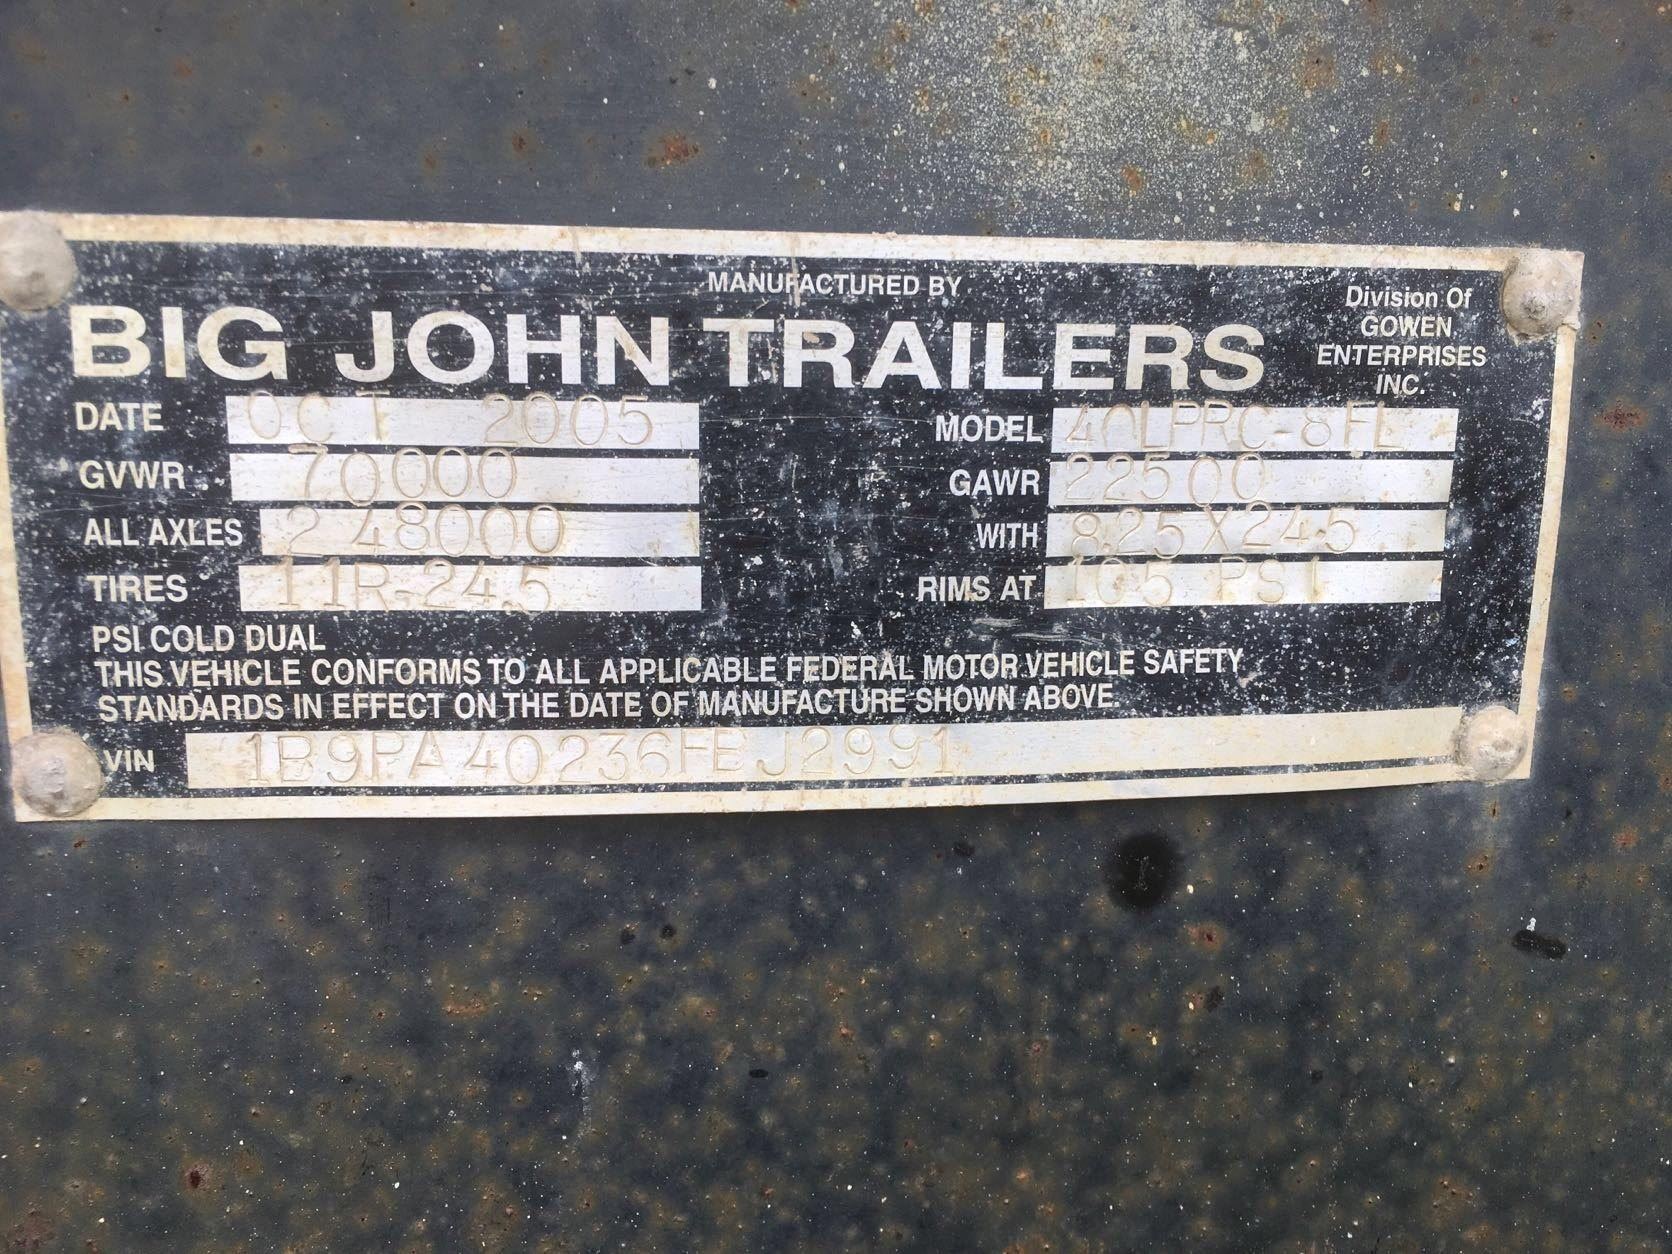 MANUFACTURED BY
BIG JOHN TRAILERS
Division Of
GOWEN
ENTERPRISES
INC.
DATE OCT 2005 MODEL 40LPRC-8FL
GVWR 70000 GAWR 22500
ALL AXLES 2 48000 WITH 8.25X24.5
TIRES 11R-24.5 RIMS AT 105 PSI
PSI COLD DUAL
THIS VEHICLE CONFORMS TO ALL APPLICABLE FEDERAL MOTOR VEHICLE SAFETY
STANDARDS IN EFFECT ON THE DATE OF MANUFACTURE SHOWN ABOVE.
VIN 1B9PA40236FBJ2991